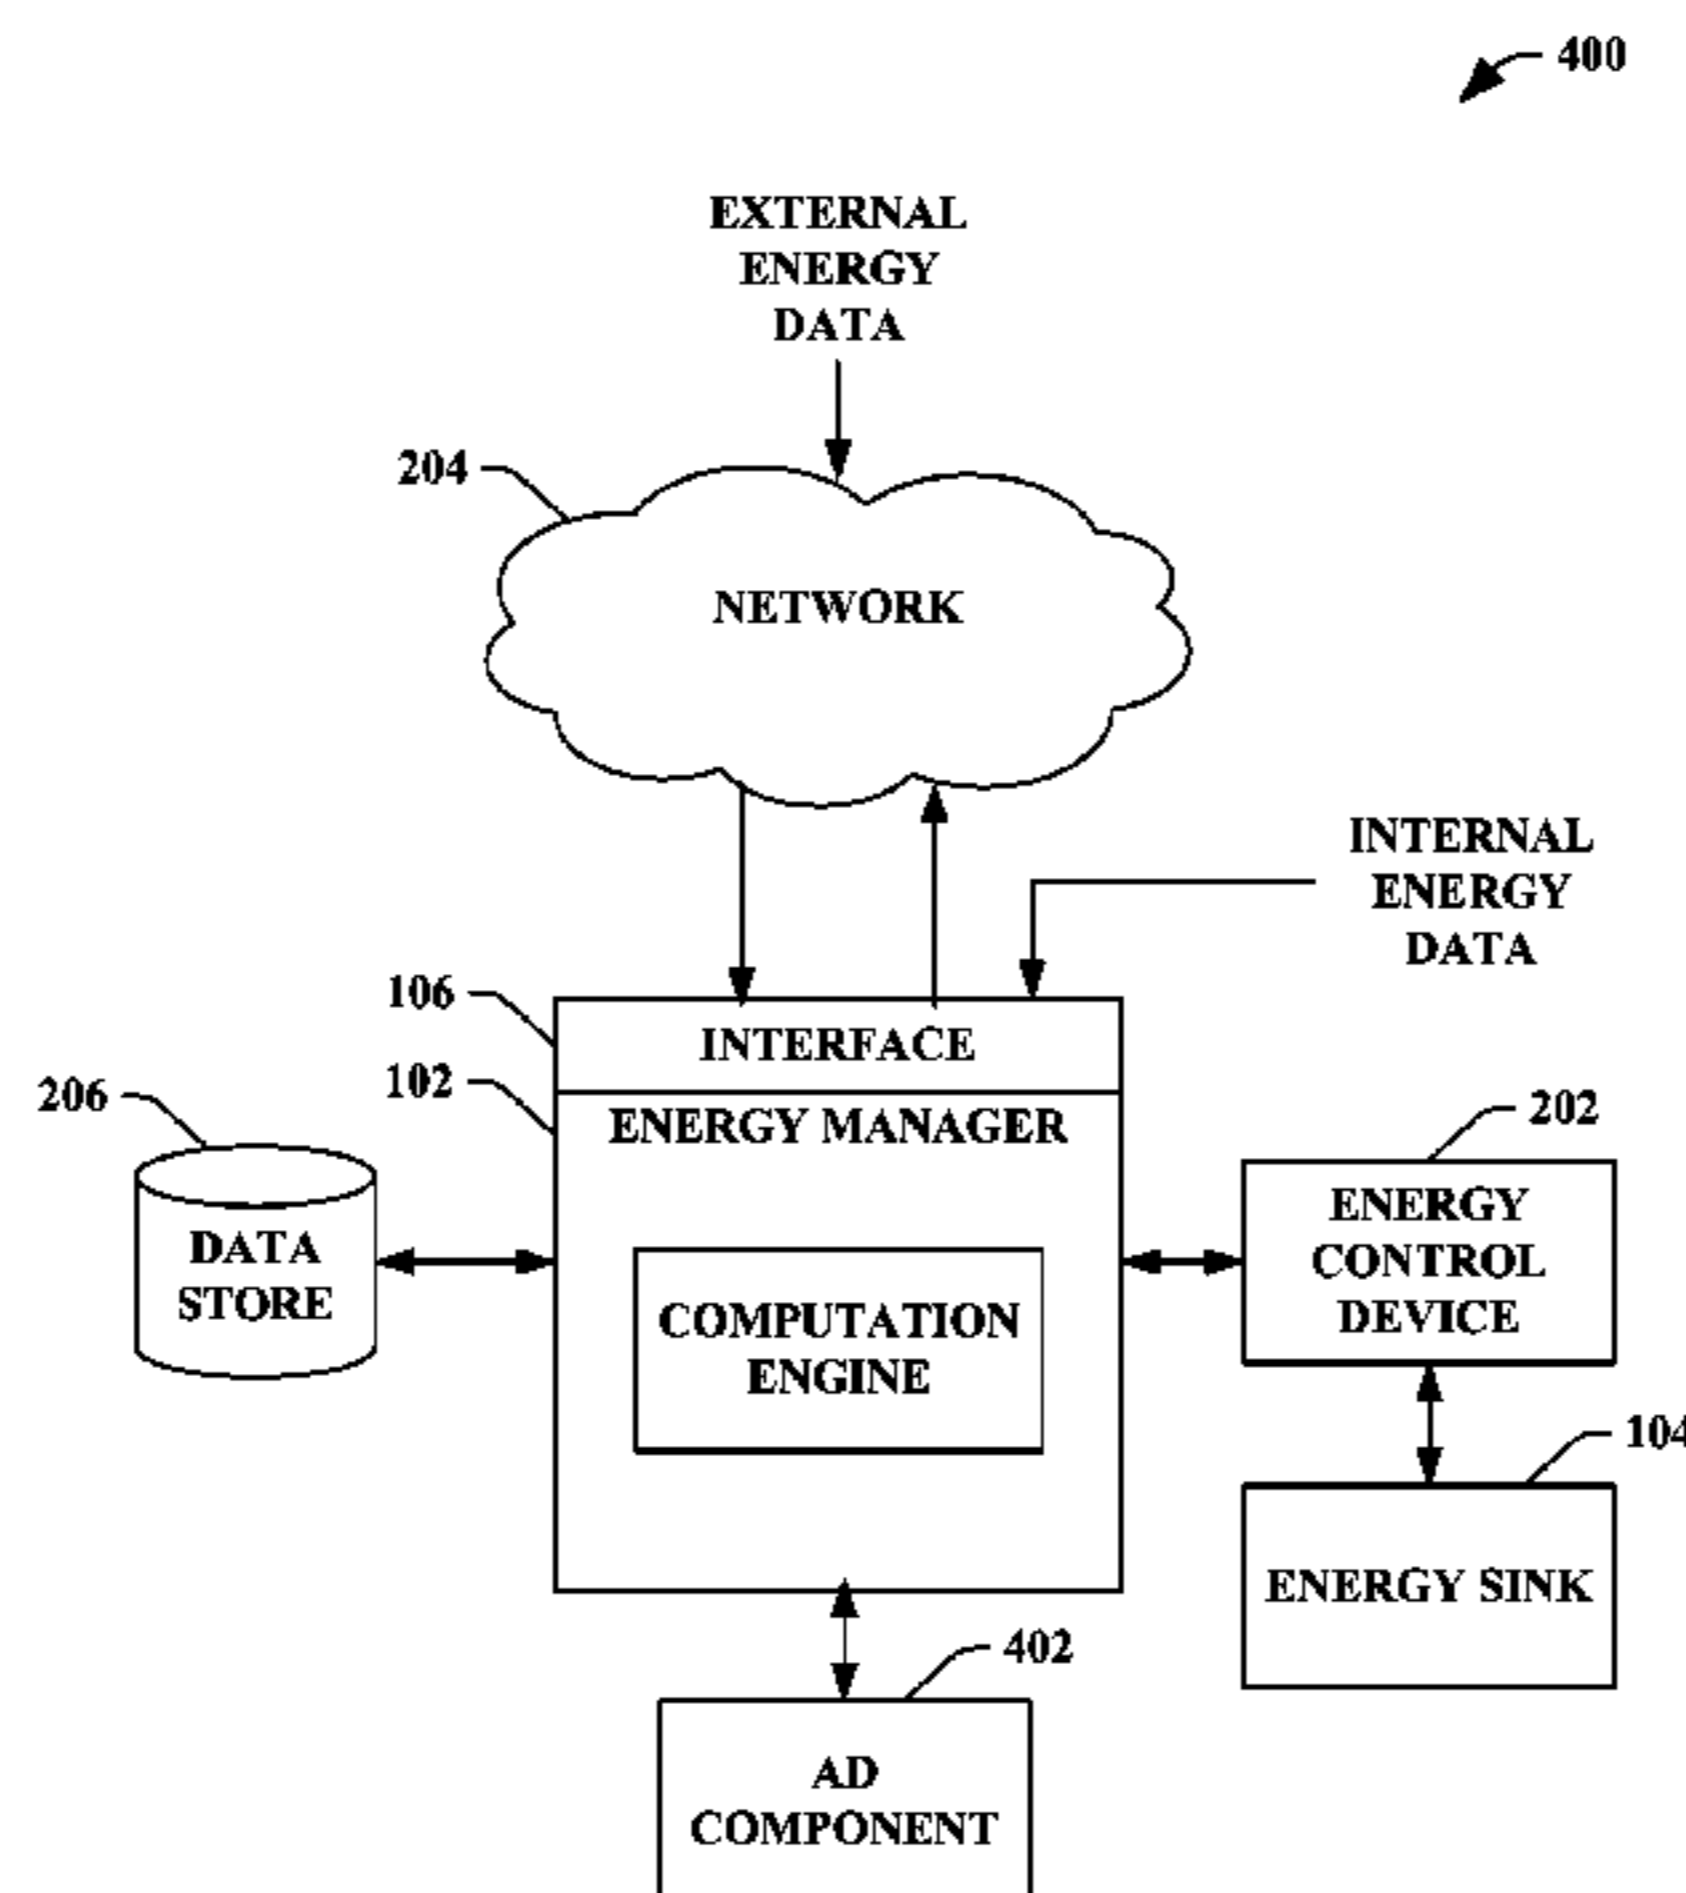 400
EXTERNAL
ENERGY
DATA
204
NETWORK
INTERNAL
ENERGY
DATA
106
INTERFACE
102
ENERGY MANAGER
206
DATA
STORE
COMPUTATION
ENGINE
202
ENERGY
CONTROL
DEVICE
104
ENERGY SINK
402
AD
COMPONENT